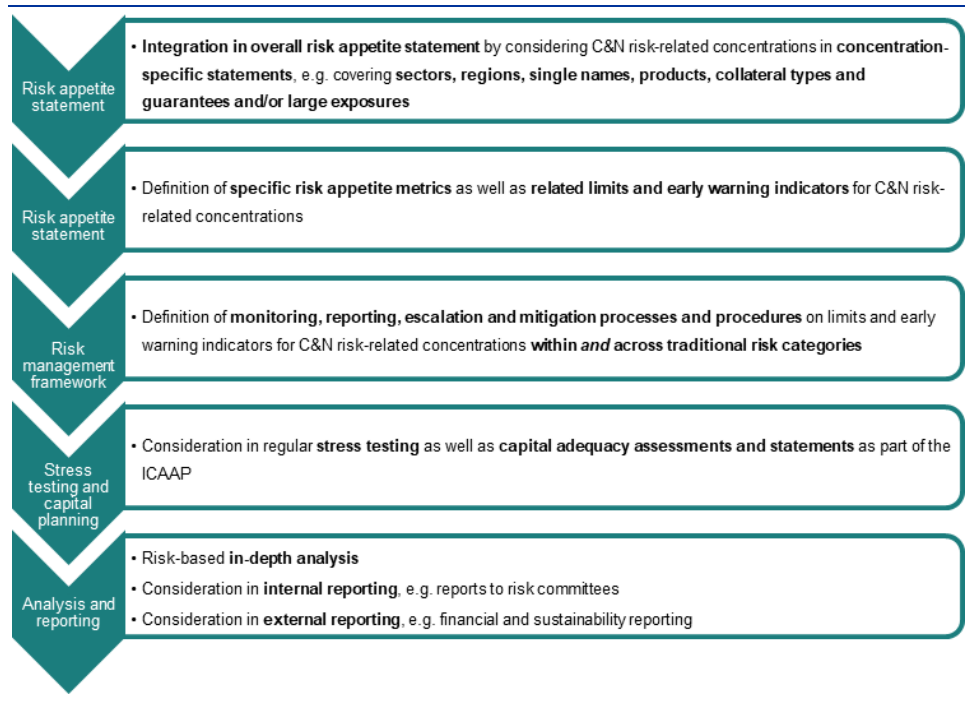 Risk appetite
statement
• Integration in overall risk appetite statement by considering C&N risk-related concentrations in concentration-
specific statements, e.g. covering sectors, regions, single names, products, collateral types and
guarantees and/or large exposures
Risk appetite
statement
• Definition of specific risk appetite metrics as well as related limits and early warning indicators for C&N risk-
related concentrations
Risk
management
framework
• Definition of monitoring, reporting, escalation and mitigation processes and procedures on limits and early
warning indicators for C&N risk-related concentrations within and across traditional risk categories
Stress
testing and
capital
planning
• Consideration in regular stress testing as well as capital adequacy assessments and statements as part of the
ICAAP
Analysis and
reporting
• Risk-based in-depth analysis
• Consideration in internal reporting, e.g. reports to risk committees
• Consideration in external reporting, e.g. financial and sustainability reporting